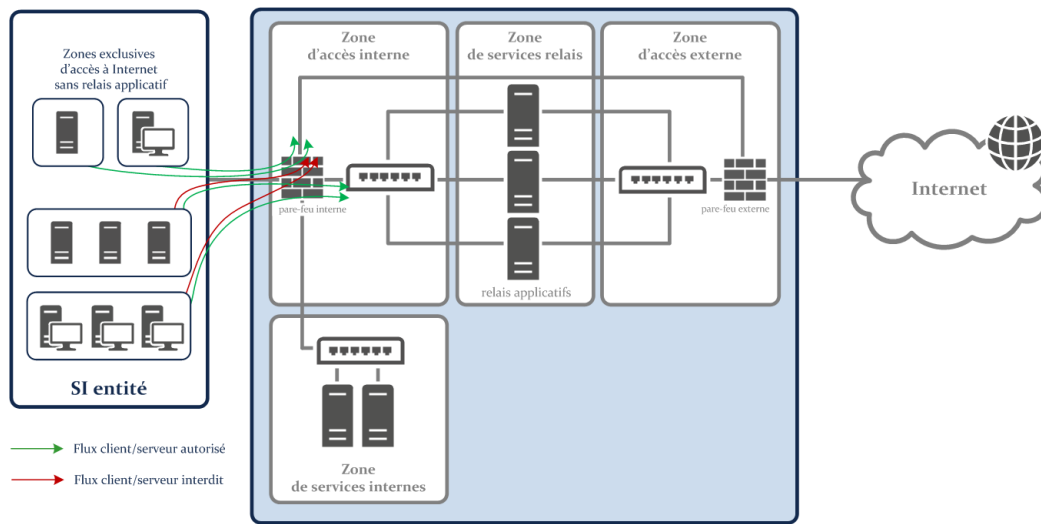 Zones exclusives
d'accès à Internet
sans relais applicatif
SI entité
Flux client/serveur autorisé
Flux client/serveur interdit
Zone
d'accès interne
pare-feu interne
Zone
de services relais
relais applicatifs
Zone
d'accès externe
pare-feu externe
Internet
Zone
de services internes